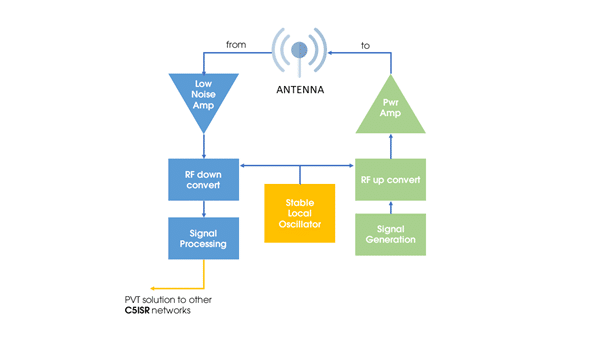 from
to
ANTENNA
Low
Noise
Amp
Pwr
Amp
RF down
convert
RF up convert
Stable
Local
Oscillator
Signal
Processing
Signal
Generation
PVT solution to other
C5ISR networks